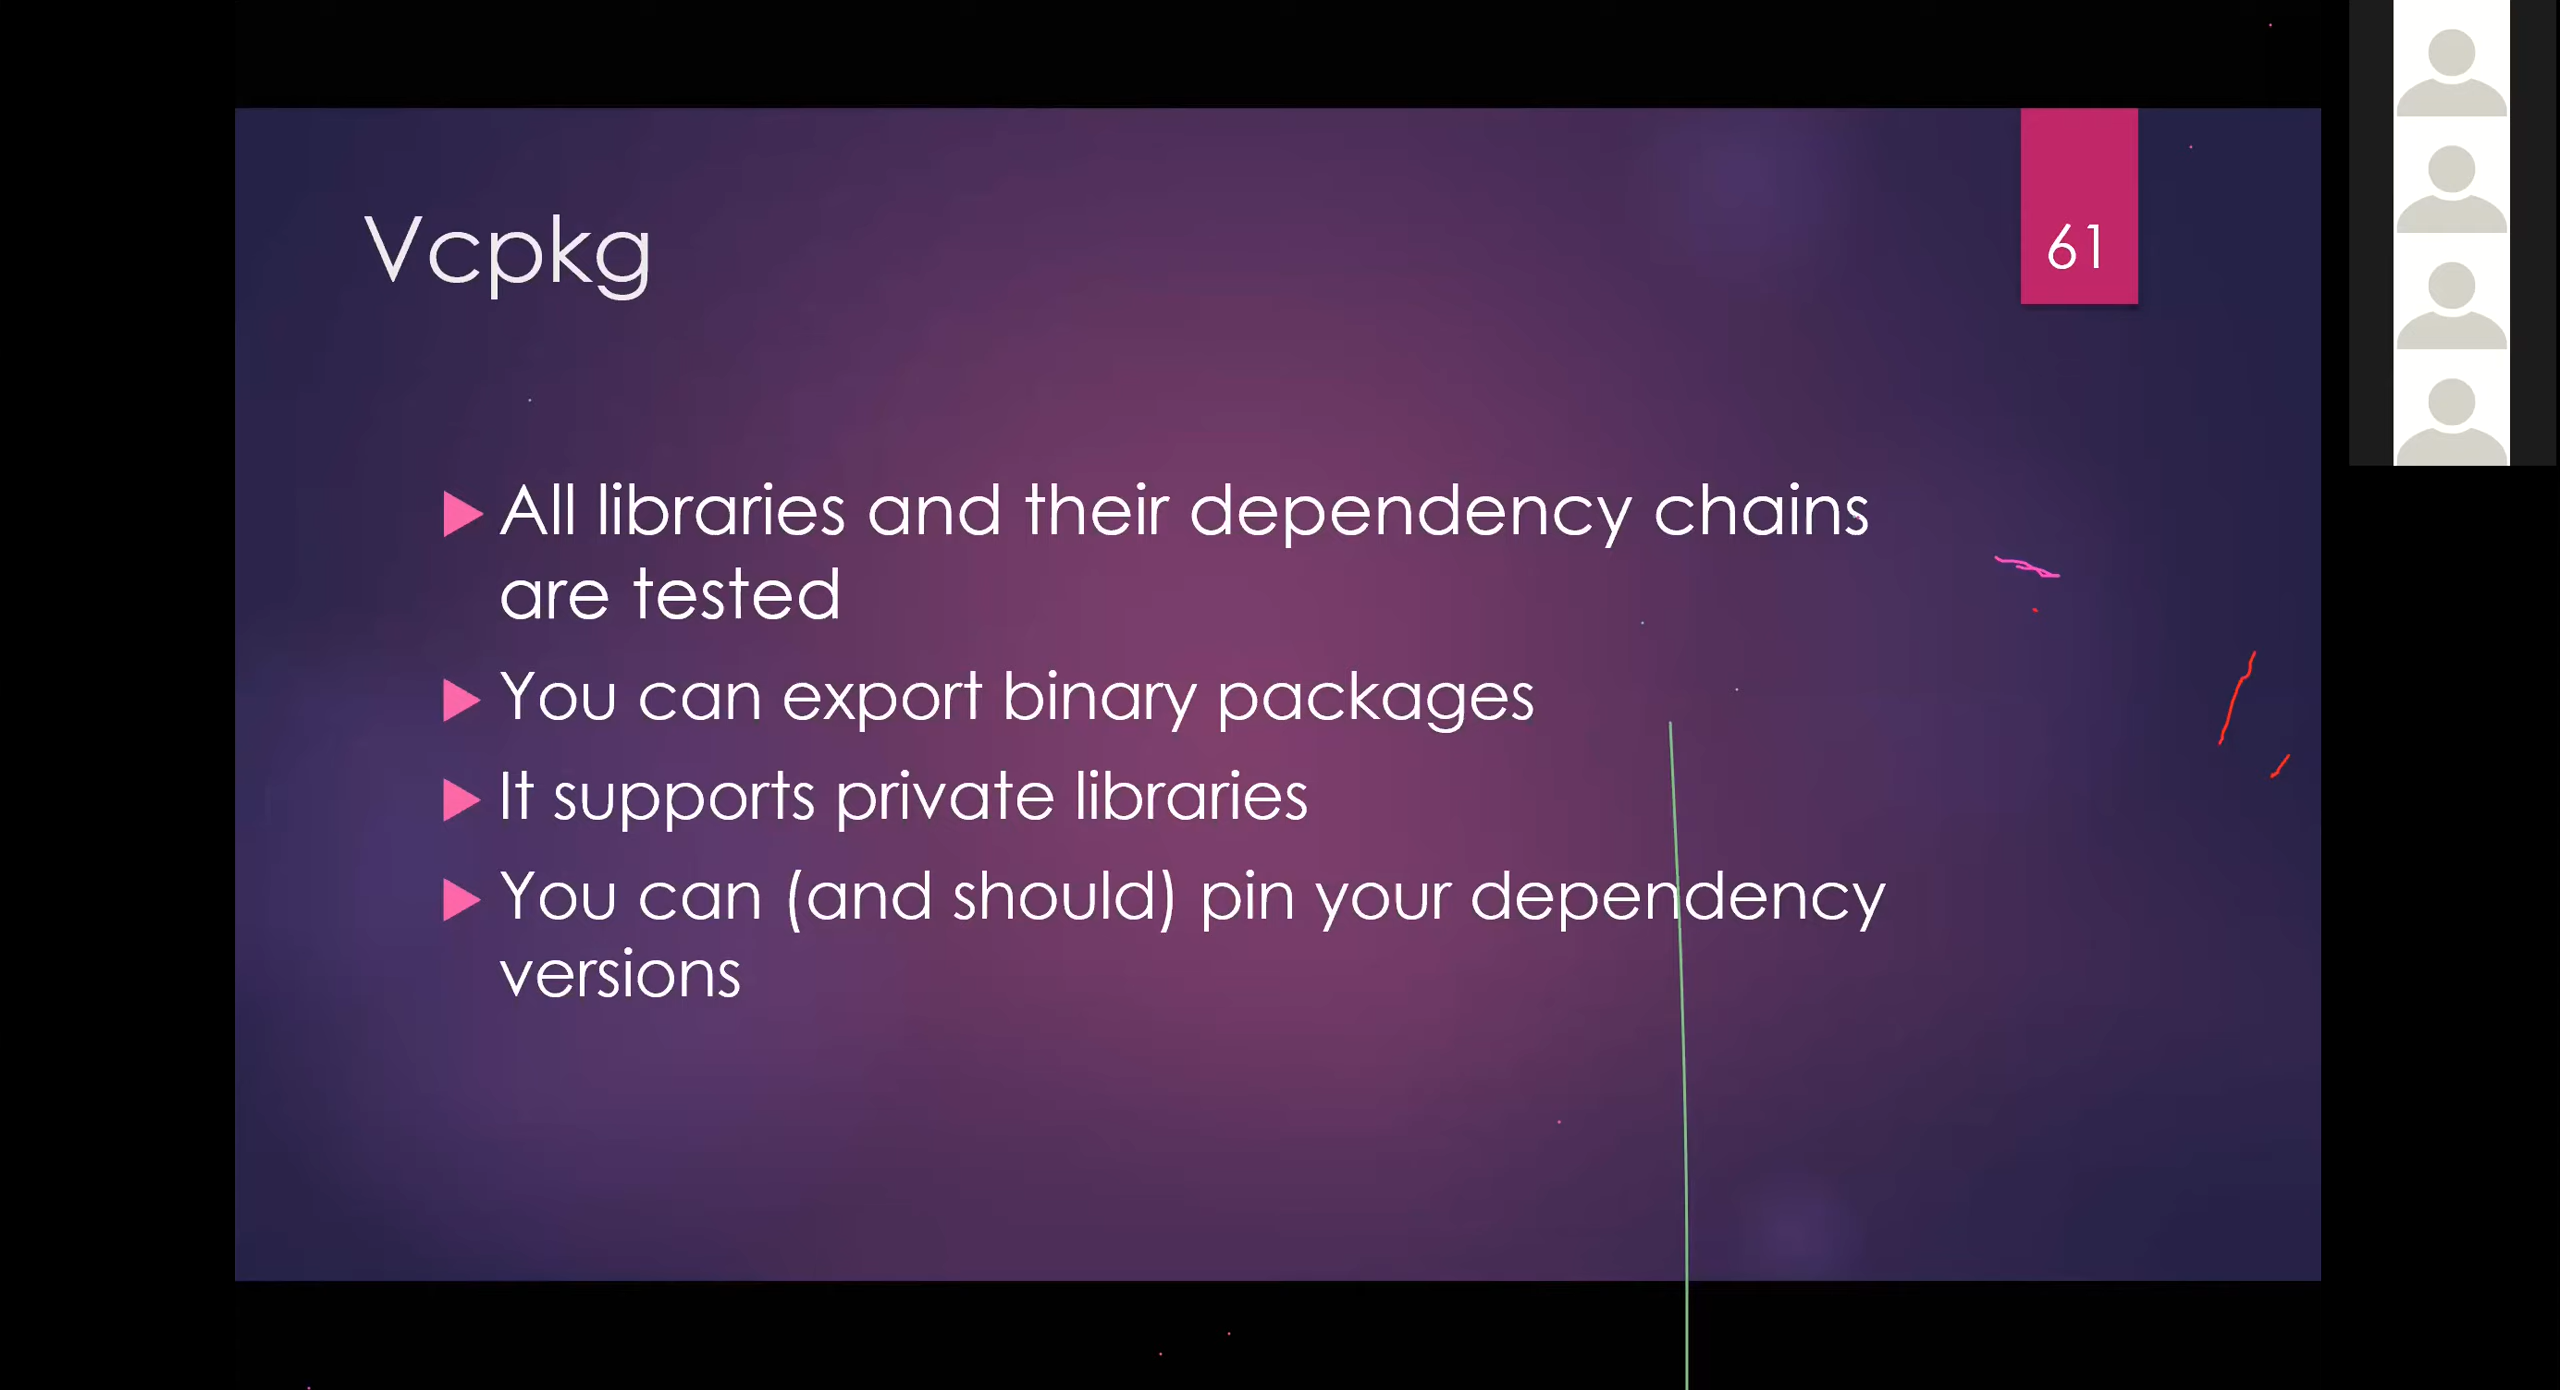 Vcpkg
61
All libraries and their dependency chains
are tested
You can export binary packages
It supports private libraries
You can (and should) pin your dependency
versions